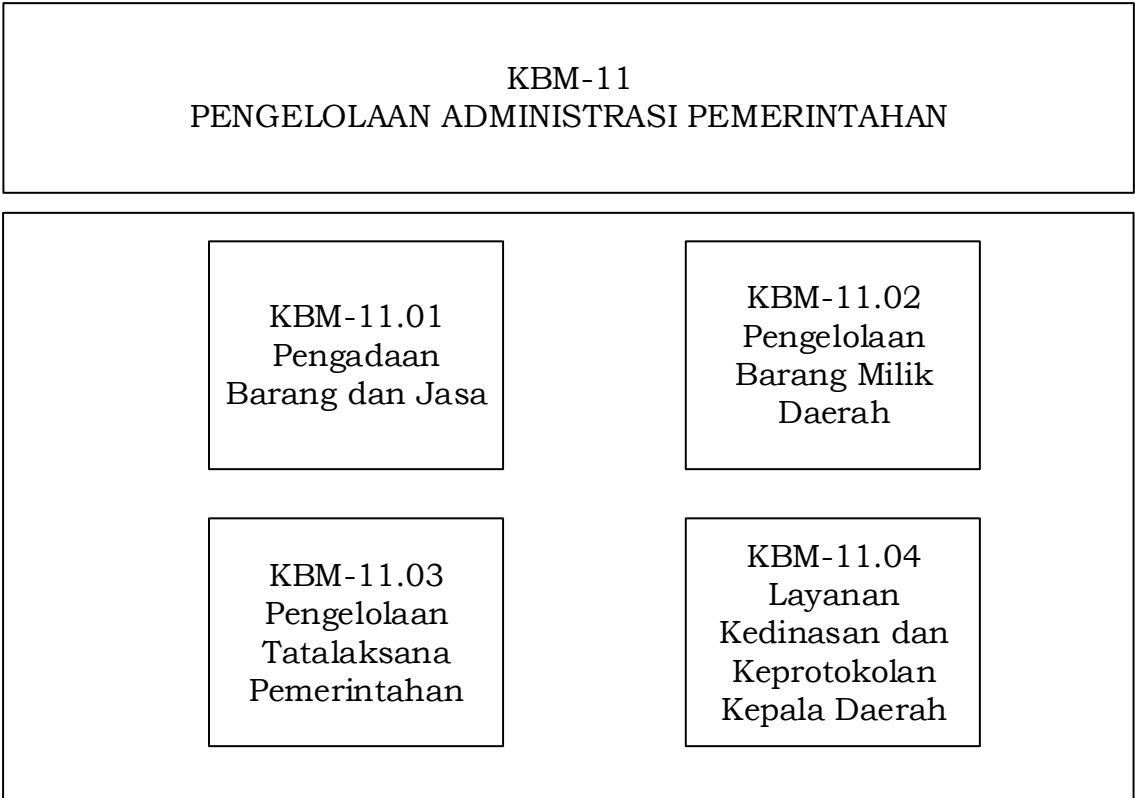 KBM-11
PENGELOLAAN ADMINISTRASI PEMERINTAHAN
KBM-11.01
Pengadaan
Barang dan Jasa
KBM-11.02
Pengelolaan
Barang Milik
Daerah
KBM-11.03
Pengelolaan
Tatalaksana
Pemerintahan
KBM-11.04
Layanan
Kedinasan dan
Keprotokolan
Kepala Daerah